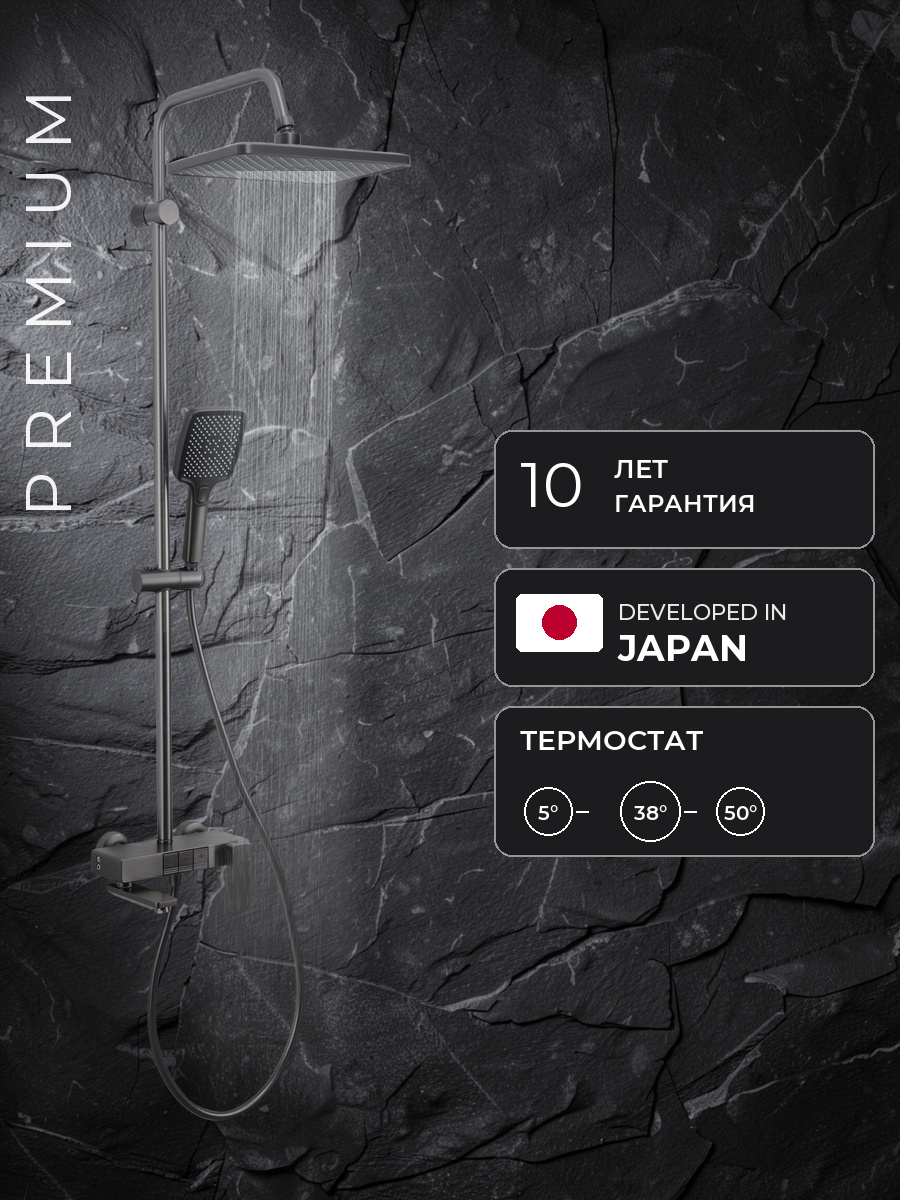 PREMIUM
10
ЛЕТ
ГАРАНТИЯ
DEVELOPED IN
JAPAN
ТЕРМОСТАТ
5° – 38° – 50°